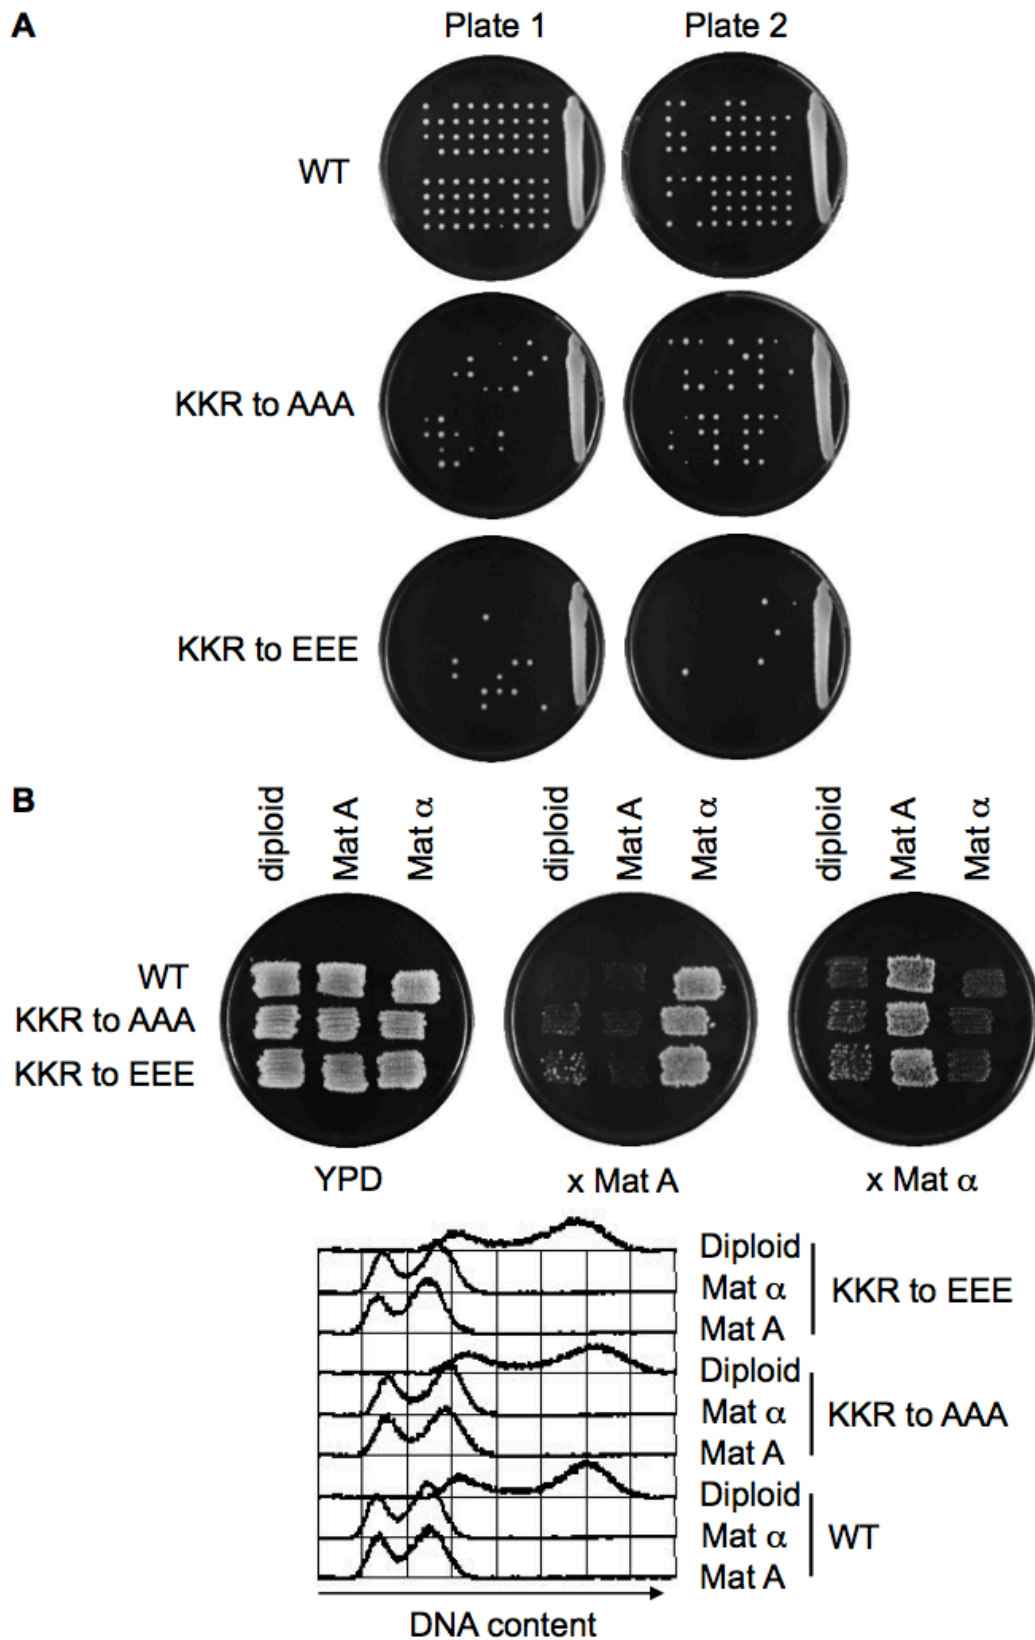 A
Plate 1 Plate 2
WT
KKR to AAA
KKR to EEE
B
diploid Mat A Mat α diploid Mat A Mat α diploid Mat A Mat α
WT
KKR to AAA
KKR to EEE
YPD x Mat A x Mat α
Diploid
Mat α KKR to EEE
Mat A
Diploid
Mat α KKR to AAA
Mat A
Diploid
Mat α WT
Mat A
DNA content